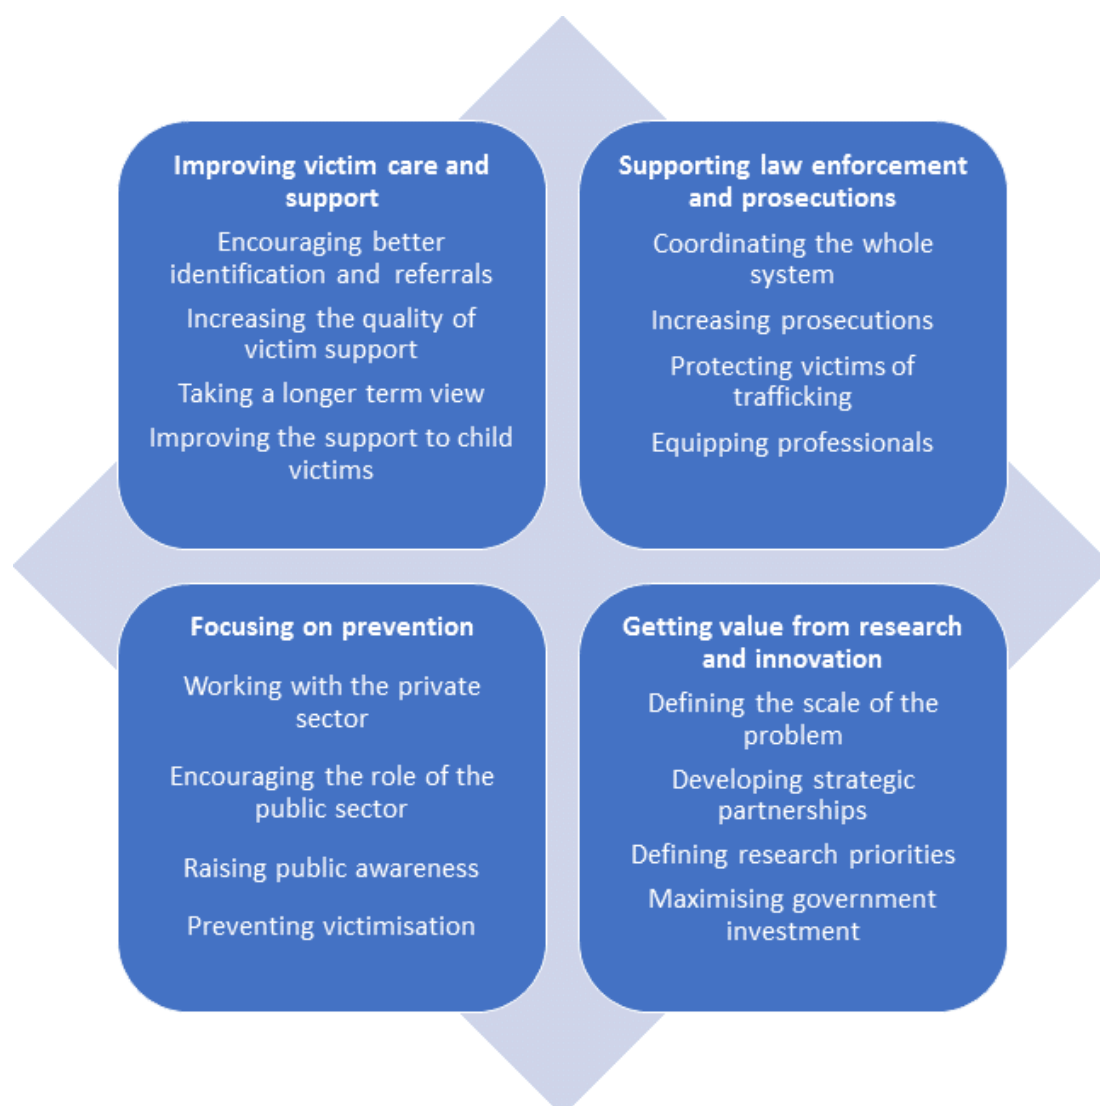 Improving victim care and
support
Encouraging better
identification and referrals
Increasing the quality of
victim support
Taking a longer term view
Improving the support to child
victims
Supporting law enforcement
and prosecutions
Coordinating the whole
system
Increasing prosecutions
Protecting victims of
trafficking
Equipping professionals
Focusing on prevention
Working with the private
sector
Encouraging the role of the
public sector
Raising public awareness
Preventing victimisation
Getting value from research
and innovation
Defining the scale of the
problem
Developing strategic
partnerships
Defining research priorities
Maximising government
investment